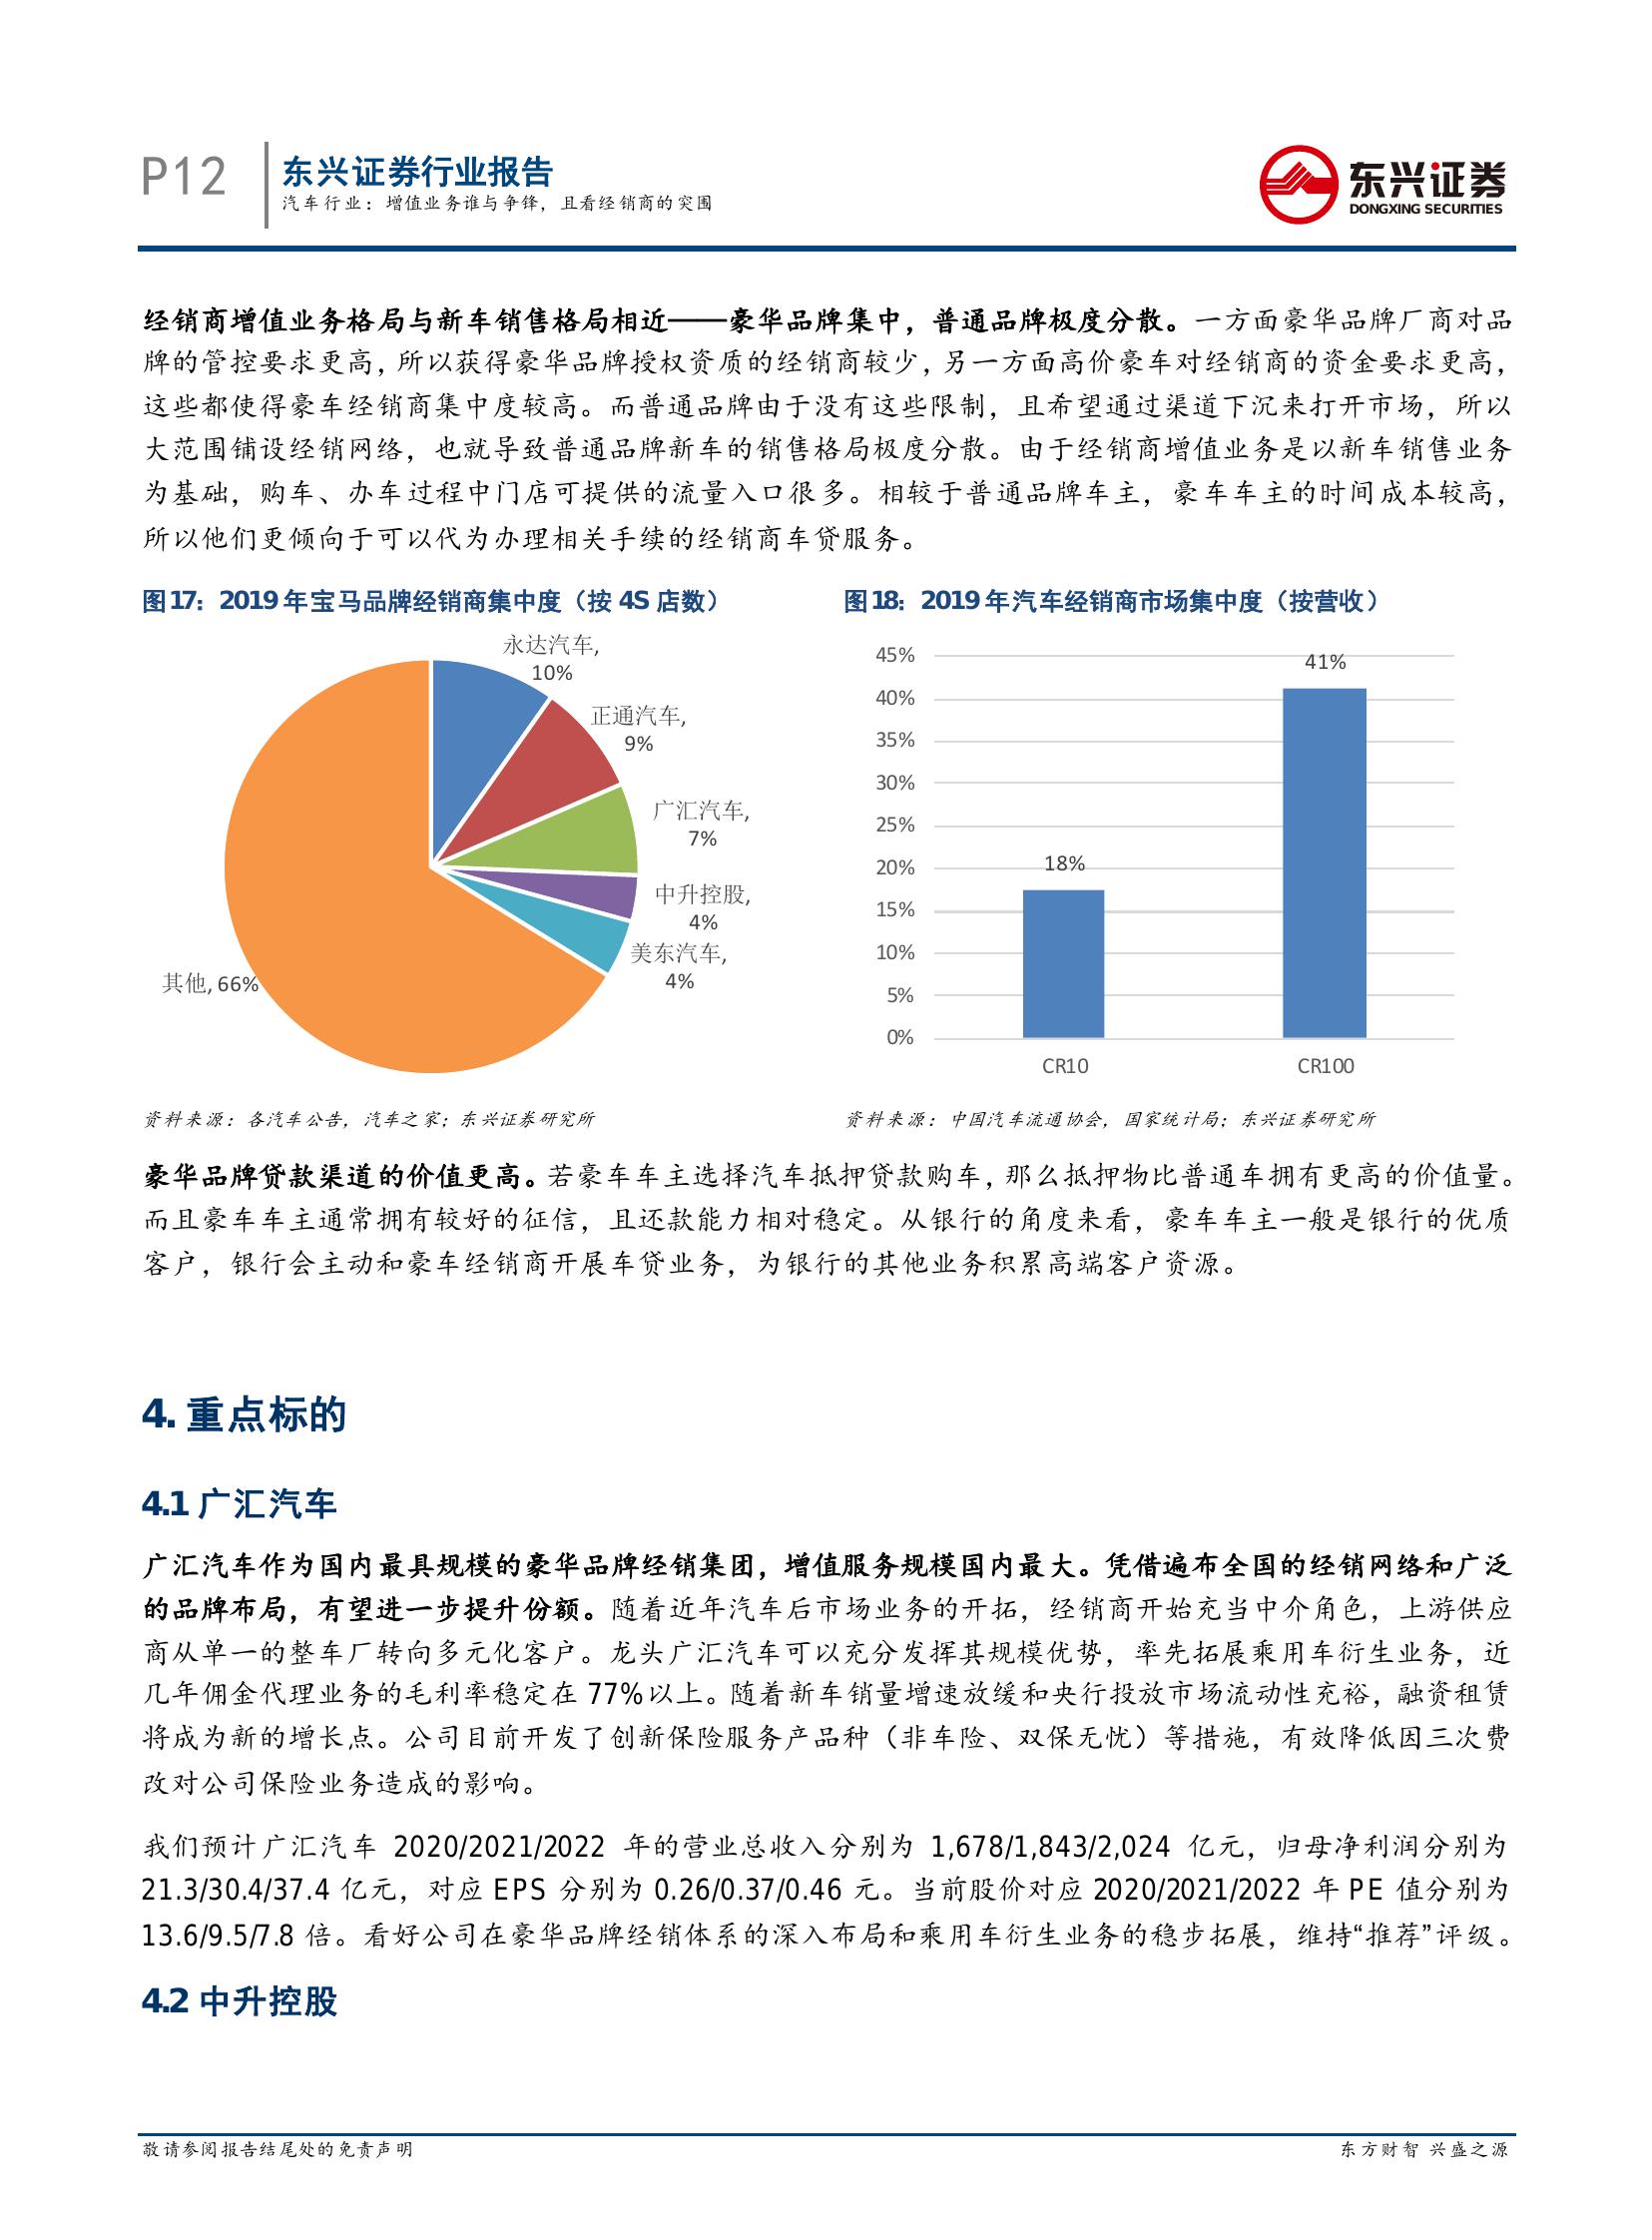 P12
东兴证券行业报告
汽车行业：增值业务谁与争锋，且看经销商的突围
东兴证券
DONGXING SECURITIES
经销商增值业务格局与新车销售格局相近——豪华品牌集中，普通品牌极度分散。一方面豪华品牌厂商对品
牌的管控要求更高，所以获得豪华品牌授权资质的经销商较少，另一方面高价豪车对经销商的资金要求更高，
这些都使得豪车经销商集中度较高。而普通品牌由于没有这些限制，且希望通过渠道下沉来打开市场，所以
大范围铺设经销网络，也就导致普通品牌新车的销售格局极度分散。由于经销商增值业务是以新车销售业务
为基础，购车、办车过程中门店可提供的流量入口很多。相较于普通品牌车主，豪车车主的时间成本较高，
所以他们更倾向于可以代为办理相关手续的经销商车贷服务。
图17：2019年宝马品牌经销商集中度（按 4S 店数）
永达汽车,
10%
正通汽车,
9%
广汇汽车,
7%
中升控股,
4%
美东汽车,
4%
其他, 66%
资料来源：各汽车公告，汽车之家；东兴证券研究所
图18：2019年汽车经销商市场集中度（按营收）
45%
40%
35%
30%
25%
20%
15%
10%
5%
0%
18%
41%
CR10
CR100
资料来源：中国汽车流通协会，国家统计局；东兴证券研究所
豪华品牌贷款渠道的价值更高。若豪车车主选择汽车抵押贷款购车，那么抵押物比普通车拥有更高的价值量。
而且豪车车主通常拥有较好的征信，且还款能力相对稳定。从银行的角度来看，豪车车主一般是银行的优质
客户，银行会主动和豪车经销商开展车贷业务，为银行的其他业务积累高端客户资源。
4. 重点标的
4.1 广汇汽车
广汇汽车作为国内最具规模的豪华品牌经销集团，增值服务规模国内最大。凭借遍布全国的经销网络和广泛
的品牌布局，有望进一步提升份额。随着近年汽车后市场业务的开拓，经销商开始充当中介角色，上游供应
商从单一的整车厂转向多元化客户。龙头广汇汽车可以充分发挥其规模优势，率先拓展乘用车衍生业务，近
几年佣金代理业务的毛利率稳定在 77%以上。随着新车销量增速放缓和央行投放市场流动性充裕，融资租赁
将成为新的增长点。公司目前开发了创新保险服务产品种（非车险、双保无忧）等措施，有效降低因三次费
改对公司保险业务造成的影响。
我们预计广汇汽车 2020/2021/2022 年的营业总收入分别为 1,678/1,843/2,024 亿元，归母净利润分别为
21.3/30.4/37.4 亿元，对应 EPS 分别为 0.26/0.37/0.46 元。当前股价对应 2020/2021/2022 年 PE 值分别为
13.6/9.5/7.8 倍。看好公司在豪华品牌经销体系的深入布局和乘用车衍生业务的稳步拓展，维持“推荐”评级。
4.2 中升控股
敬请参阅报告结尾处的免责声明
东方财智 兴盛之源